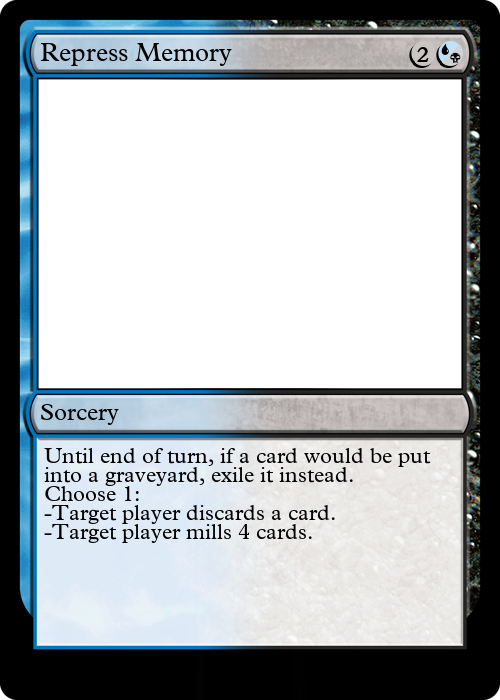 Repress Memory 2
Sorcery
Until end of turn, if a card would be put
into a graveyard, exile it instead.
Choose 1:
-Target player discards a card.
-Target player mills 4 cards.